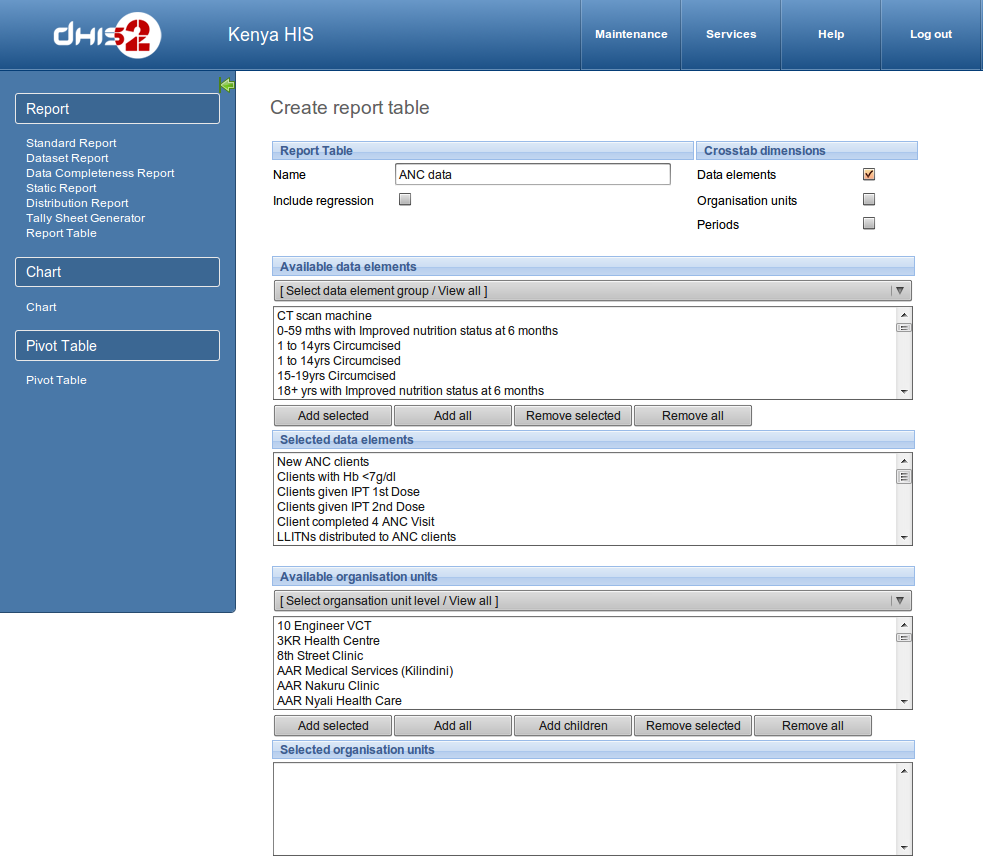 dHIS2
Kenya HIS
Maintenance
Services
Help
Log out
Report
Standard Report
Dataset Report
Data Completeness Report
Static Report
Distribution Report
Tally Sheet Generator
Report Table
Chart
Chart
Pivot Table
Pivot Table
Create report table
Report Table
Name
ANC data
Include regression
Crosstab dimensions
Data elements
Organisation units
Periods
Available data elements
[ Select data element group / View all ]
CT scan machine
0-59 mths with Improved nutrition status at 6 months
1 to 14yrs Circumcised
1 to 14yrs Circumcised
15-19yrs Circumcised
18+ yrs with Improved nutrition status at 6 months
Add selected
Add all
Remove selected
Remove all
Selected data elements
New ANC clients
Clients with Hb <7g/dl
Clients given IPT 1st Dose
Clients given IPT 2nd Dose
Client completed 4 ANC Visit
LLITNs distributed to ANC clients
Available organisation units
[ Select organsation unit level / View all ]
10 Engineer VCT
3KR Health Centre
8th Street Clinic
AAR Medical Services (Kilindini)
AAR Nakuru Clinic
AAR Nyali Health Care
Add selected
Add all
Add children
Remove selected
Remove all
Selected organisation units